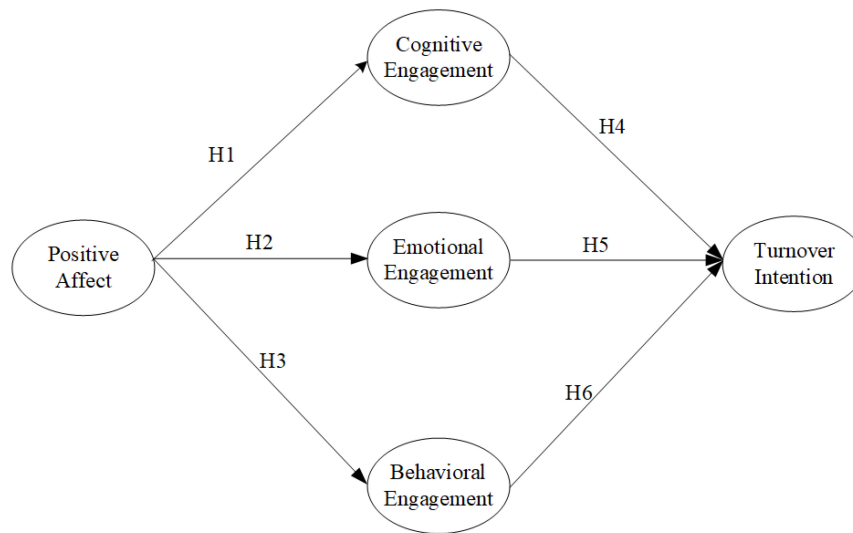 Cognitive
Engagement
H1
H4
Positive
Affect
H2
Emotional
Engagement
H5
Turnover
Intention
H3
H6
Behavioral
Engagement